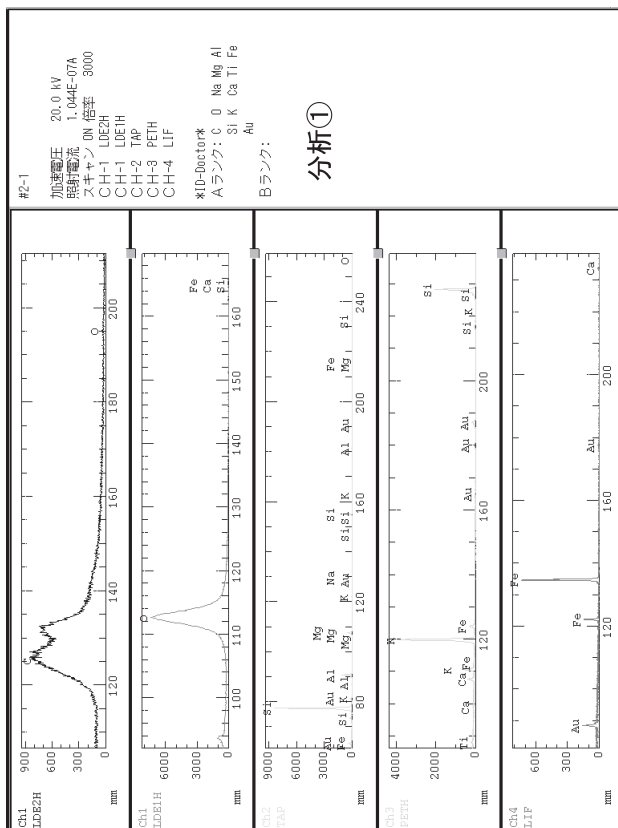 #2-1
加速電圧 20.0 kV
照射電流 1.044E-07A
スキャン ON 倍率 3000
CH-1 LDE2H
CH-1 LDE1H
CH-2 TAP
CH-3 PETH
CH-4 LIF
*ID-Doctor*
Aランク: C O Na Mg Al
Si K Ca Ti Fe
Au
Bランク:
分析①
Ch1
LDE2H
900
600
300
0
O
mm 120 140 160 180 200
Ch1
LDE1H
6000
3000
0
O
Fe
Ca
Si
mm 100 110 120 130 140 150 160
Ch2
TAP
9000
6000
3000
0
Si
Mg
Au Au Al Mg Na Si Fe
Fe Si K Al Mg K Au Si Si K Al Au Mg Si O
mm 80 120 160 200 240
Ch3
PETH
4000
2000
0
K
Si
K
Ti Ca Ca Fe Fe Au Au Au Si K Si
mm 120 160 200
Ch4
LIF
600
300
0
Fe
Au Fe Au Ca
mm 120 160 200